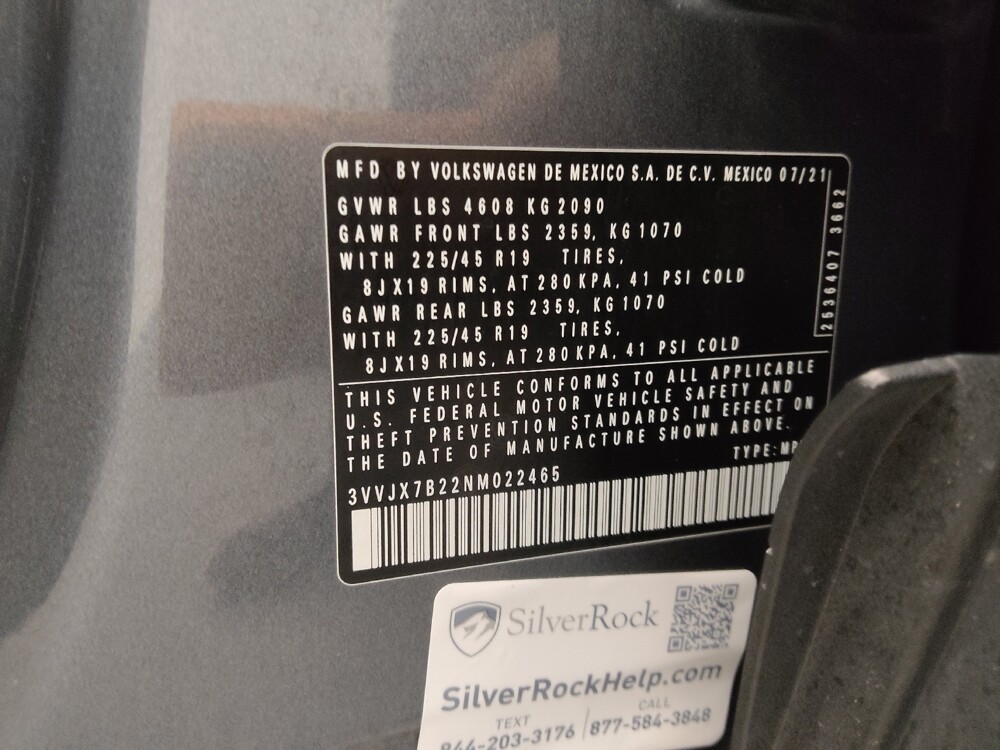 MFD BY VOLKSWAGEN DE MEXICO S.A. DE C.V. MEXICO 07/21
GVWR LBS 4608 KG 2090
GAWR FRONT LBS 2359, KG 1070
WITH 225/45 R19 TIRES,
8JX19 RIMS, AT 280 KPA, 41 PSI COLD
GAWR REAR LBS 2359, KG 1070
WITH 225/45 R19 TIRES,
8JX19 RIMS, AT 280 KPA, 41 PSI COLD
2536407 3662
THIS VEHICLE CONFORMS TO ALL APPLICABLE
U.S. FEDERAL MOTOR VEHICLE SAFETY AND
THEFT PREVENTION STANDARDS IN EFFECT ON
THE DATE OF MANUFACTURE SHOWN ABOVE.
TYPE:
3VVJX7B22NM022465
SilverRock
SilverRockHelp.com
TEXT CALL
844-203-3176 877-584-3848